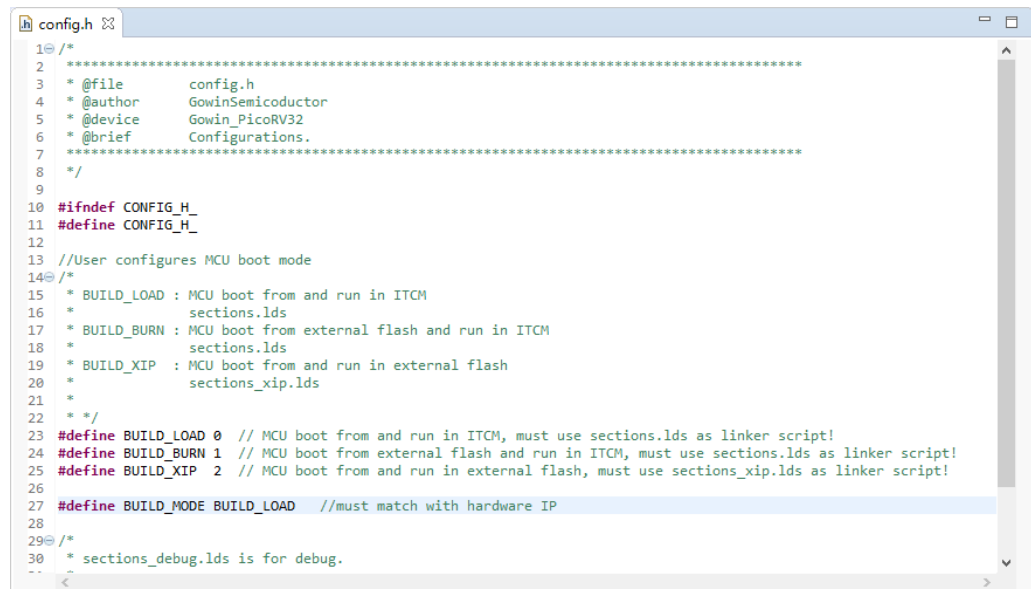 config.h
1 /*
2 ******************************************************************************************
3 * @file config.h
4 * @author GowinSemicoductor
5 * @device Gowin_PicoRV32
6 * @brief Configurations.
7 ******************************************************************************************
8 */
9
10 #ifndef CONFIG_H_
11 #define CONFIG_H_
12
13 //User configures MCU boot mode
14 /*
15 * BUILD_LOAD : MCU boot from and run in ITCM
16 * sections.lds
17 * BUILD_BURN : MCU boot from external flash and run in ITCM
18 * sections.lds
19 * BUILD_XIP : MCU boot from and run in external flash
20 * sections_xip.lds
21 *
22 * */
23 #define BUILD_LOAD 0 // MCU boot from and run in ITCM, must use sections.lds as linker script!
24 #define BUILD_BURN 1 // MCU boot from external flash and run in ITCM, must use sections.lds as linker script!
25 #define BUILD_XIP 2 // MCU boot from and run in external flash, must use sections_xip.lds as linker script!
26
27 #define BUILD_MODE BUILD_LOAD //must match with hardware IP
28
29 /*
30 * sections_debug.lds is for debug.